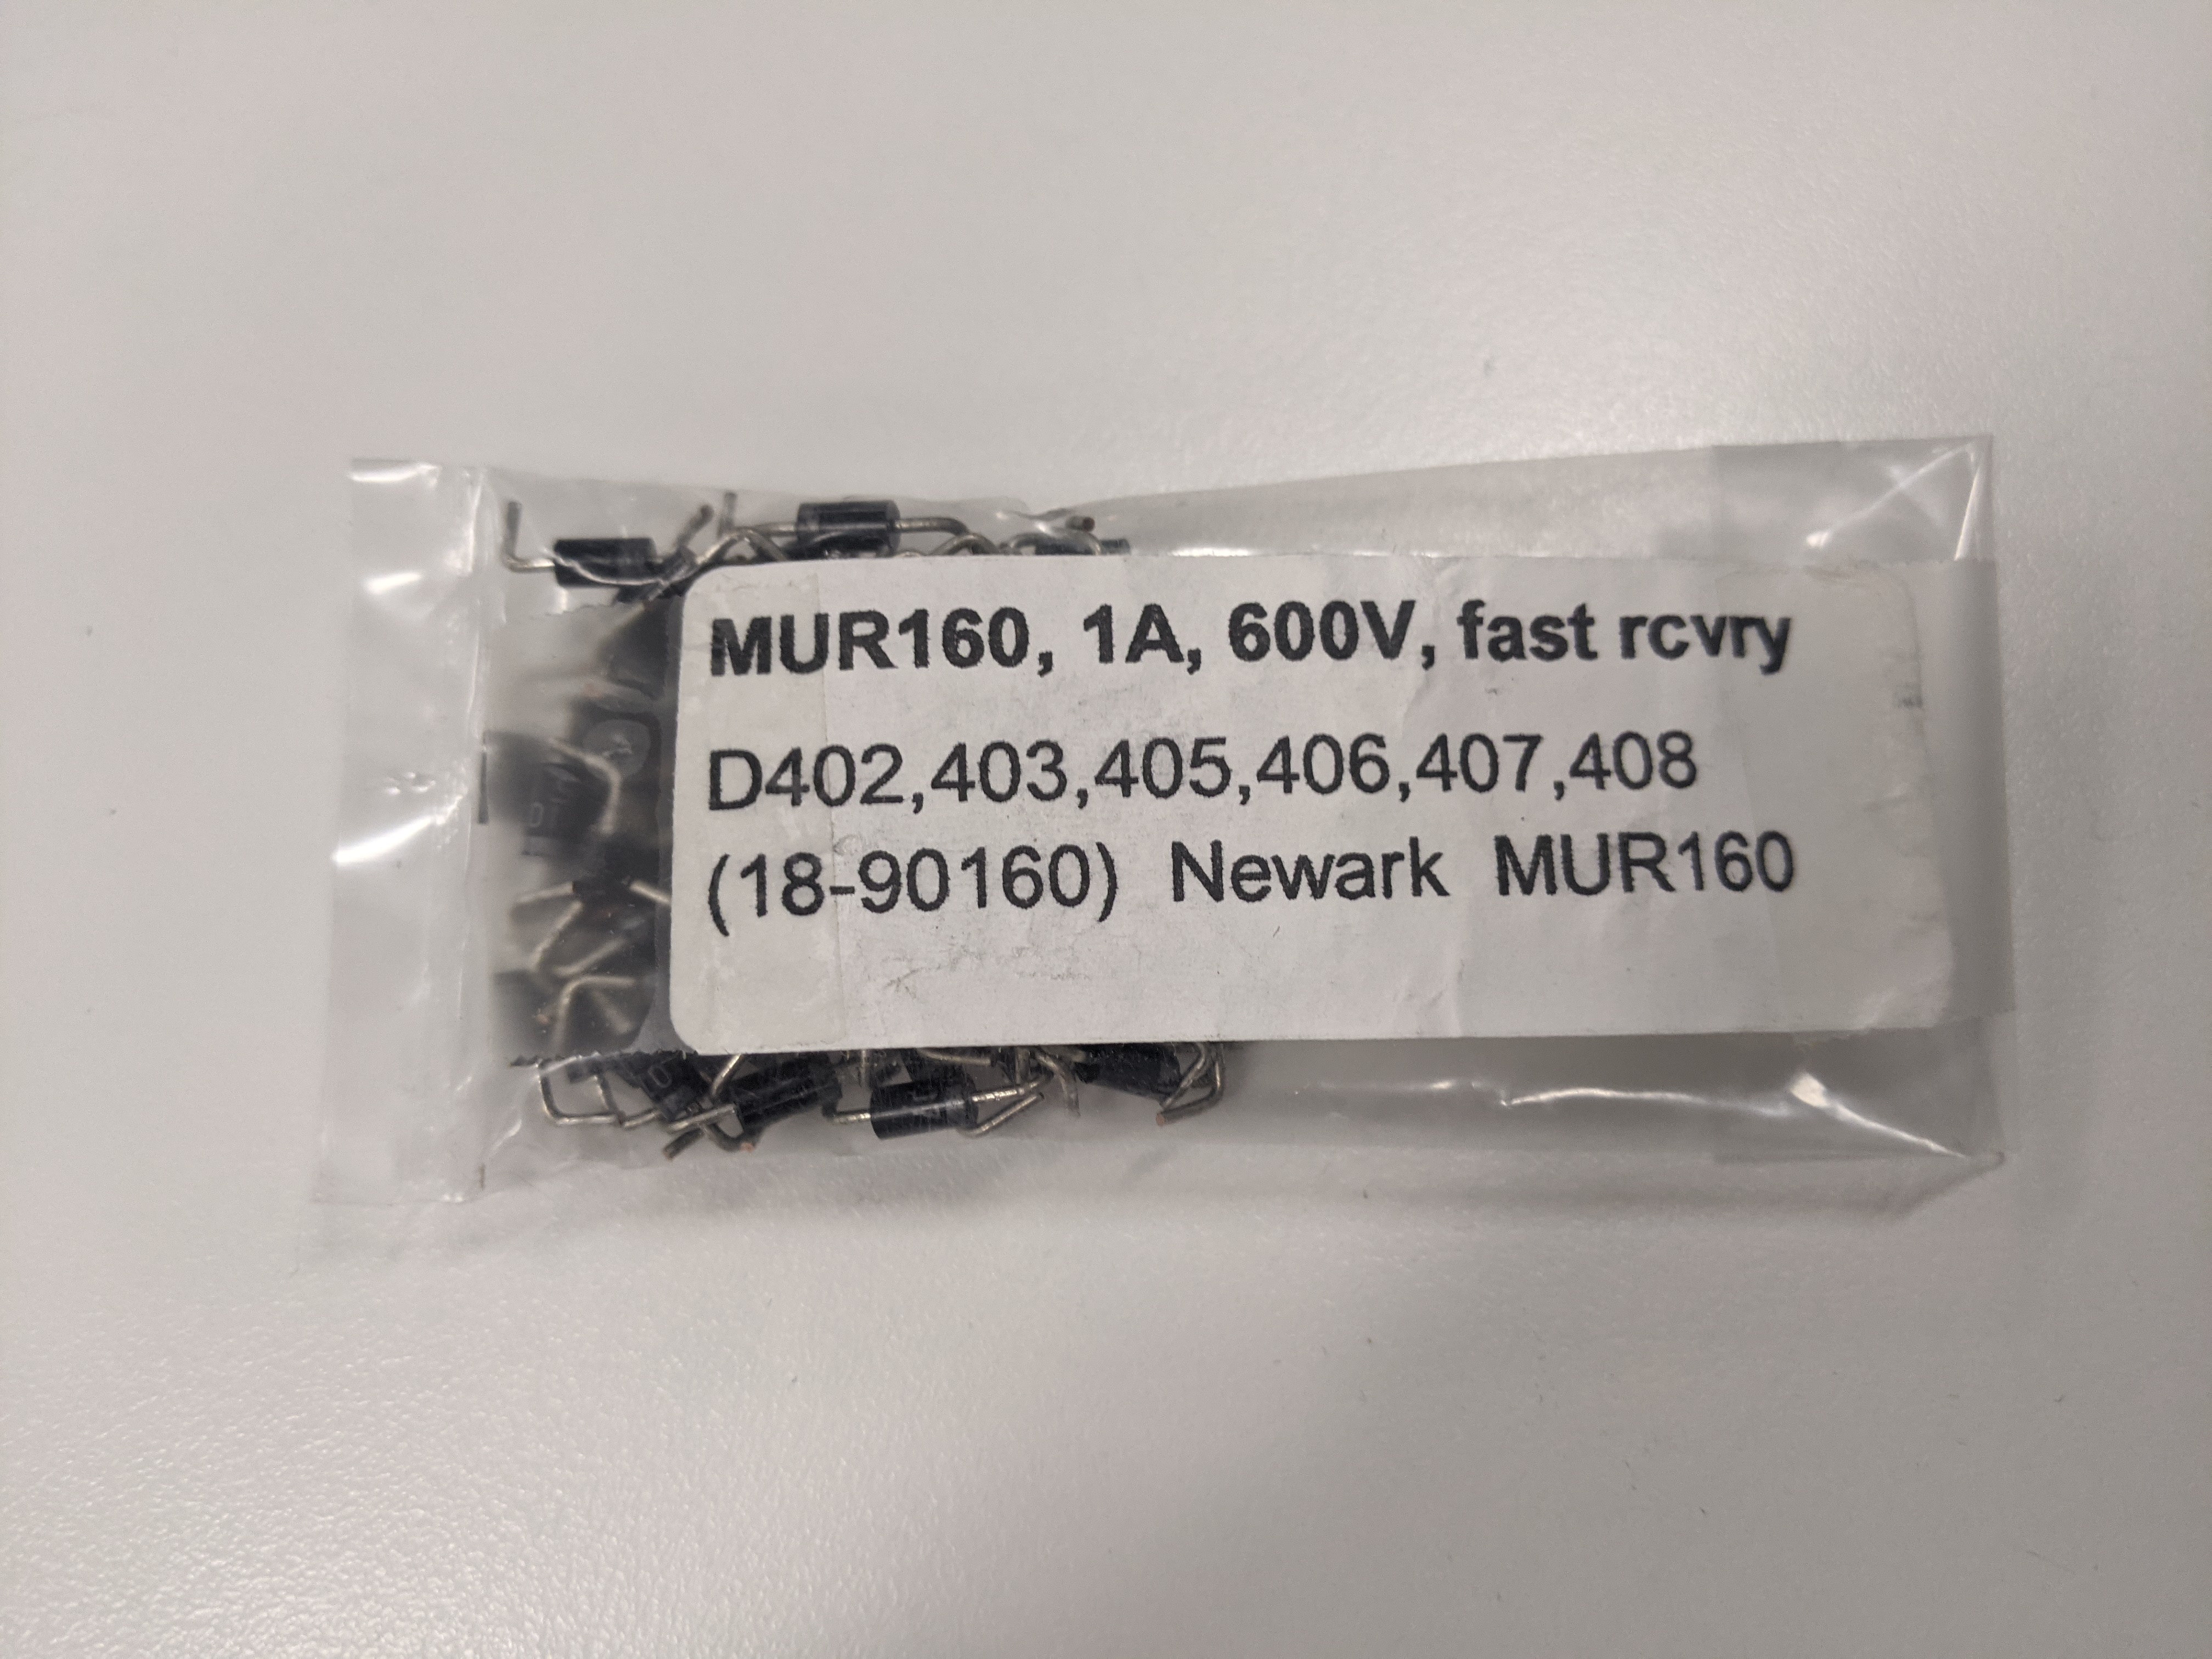 MUR160, 1A, 600V, fast rcvry
D402,403,405,406,407,408
(18-90160) Newark MUR160